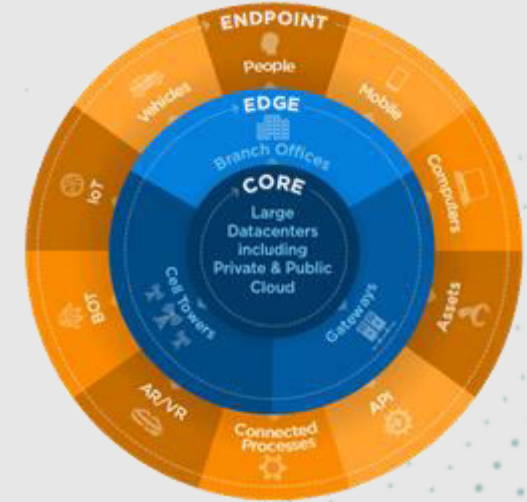 ENDPOINT
People
Mobile
Computers
Assets
API
Connected
Processes
AR/VR
BOT
IoT
Vehicles
EDGE
Branch Offices
Gateways
Cell Towers
CORE
Large
Datacenters
including
Private & Public
Cloud